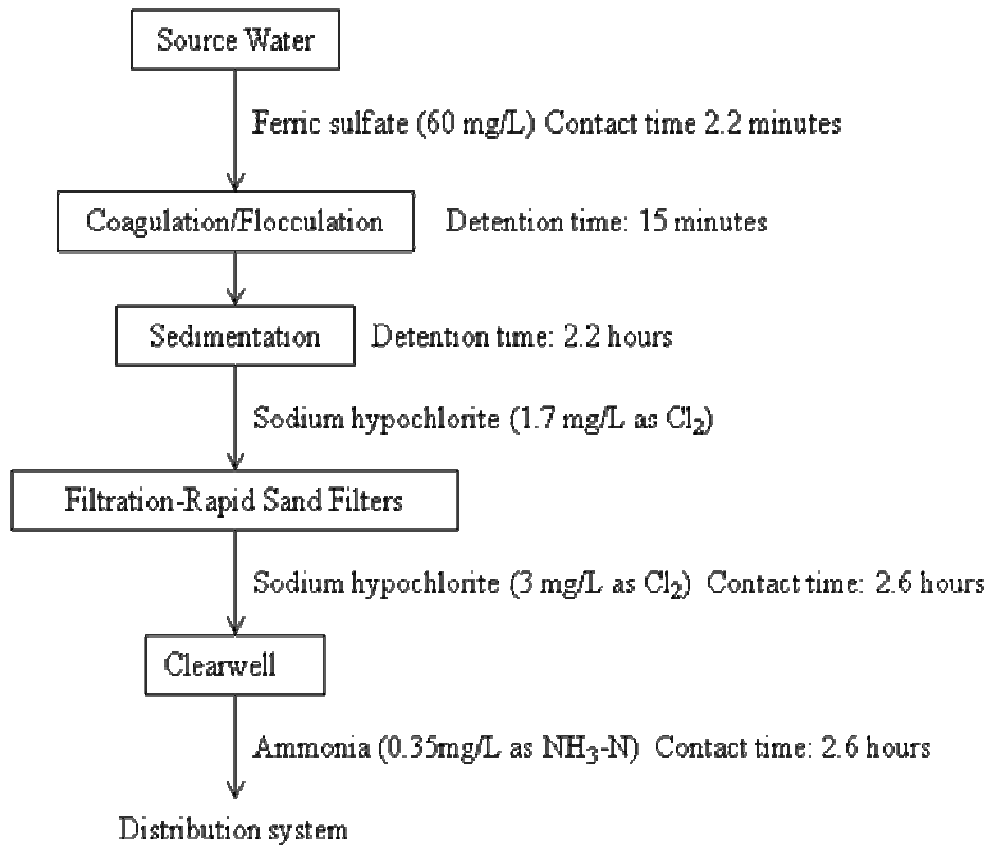 Source Water
Ferric sulfate (60 mg/L) Contact time 2.2 minutes
Coagulation/Flocculation
Detention time: 15 minutes
Sedimentation
Detention time: 2.2 hours
Sodium hypochlorite (1.7 mg/L as Cl₂)
Filtration-Rapid Sand Filters
Sodium hypochlorite (3 mg/L as Cl₂) Contact time: 2.6 hours
Clearwell
Ammonia (0.35mg/L as NH₃-N) Contact time: 2.6 hours
Distribution system